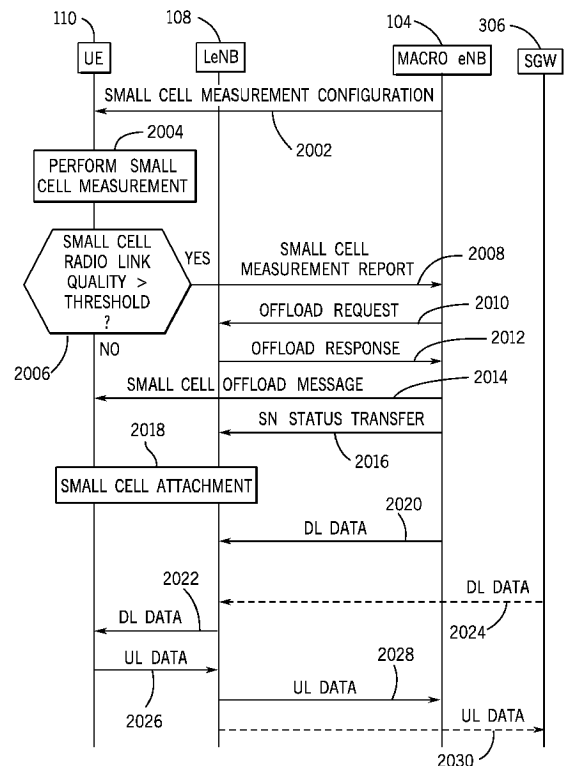 110
108
104
306
UE
LeNB
MACRO eNB
SGW
SMALL CELL MEASUREMENT CONFIGURATION
2002
2004
PERFORM SMALL
CELL MEASUREMENT
SMALL CELL
RADIO LINK
QUALITY >
THRESHOLD
?
YES
NO
2006
SMALL CELL
MEASUREMENT REPORT
2008
OFFLOAD REQUEST
2010
OFFLOAD RESPONSE
2012
SMALL CELL OFFLOAD MESSAGE
2014
SN STATUS TRANSFER
2016
2018
SMALL CELL ATTACHMENT
2020
DL DATA
DL DATA
2024
2022
DL DATA
UL DATA
2026
2028
UL DATA
UL DATA
2030